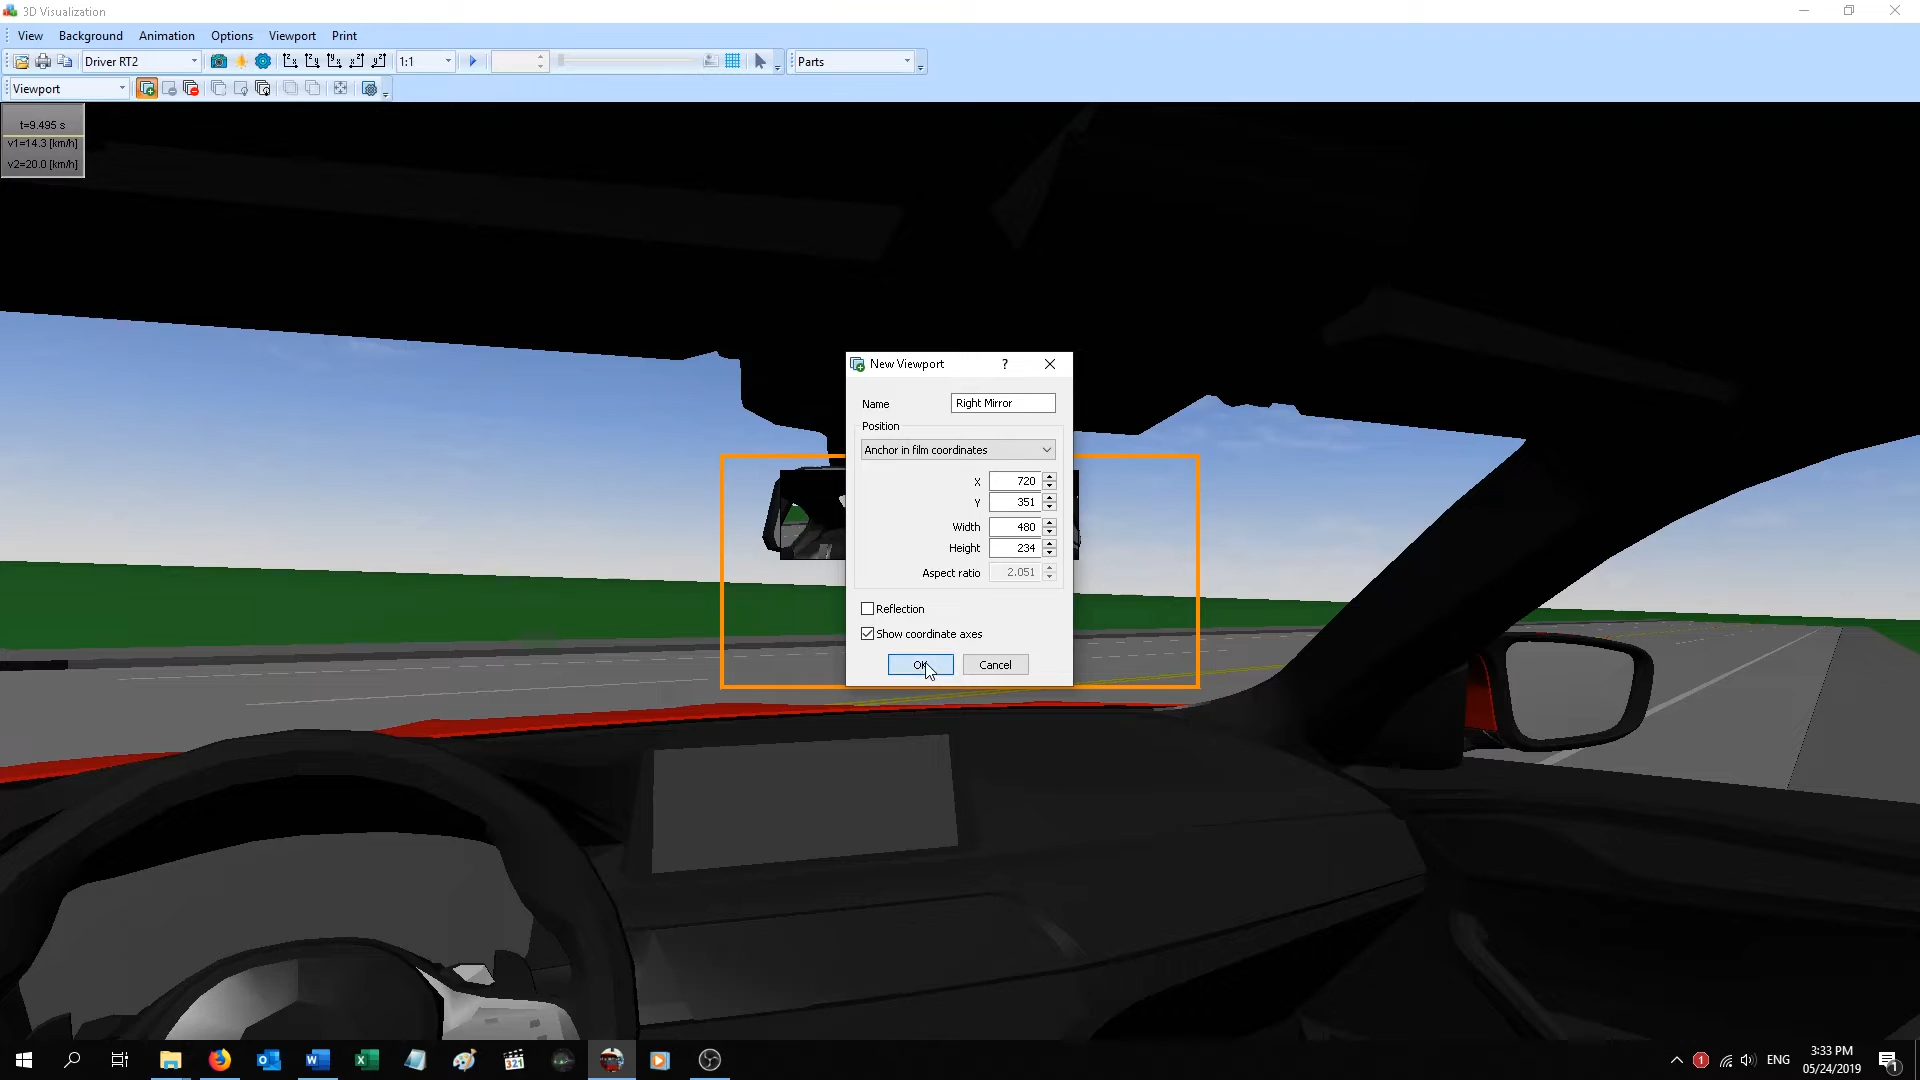 3D Visualization
View Background Animation Options Viewport Print
Driver RT2 1:1 Parts
Viewport
t=9.495 s
v1=14.3 [km/h]
v2=20.0 [km/h]
New Viewport ?
Name Right Mirror
Position
Anchor in film coordinates
X 720
Y 351
Width 480
Height 234
Aspect ratio 2.051
Reflection
Show coordinate axes
OK Cancel
321
1 ENG 3:33 PM 1
05/24/2019